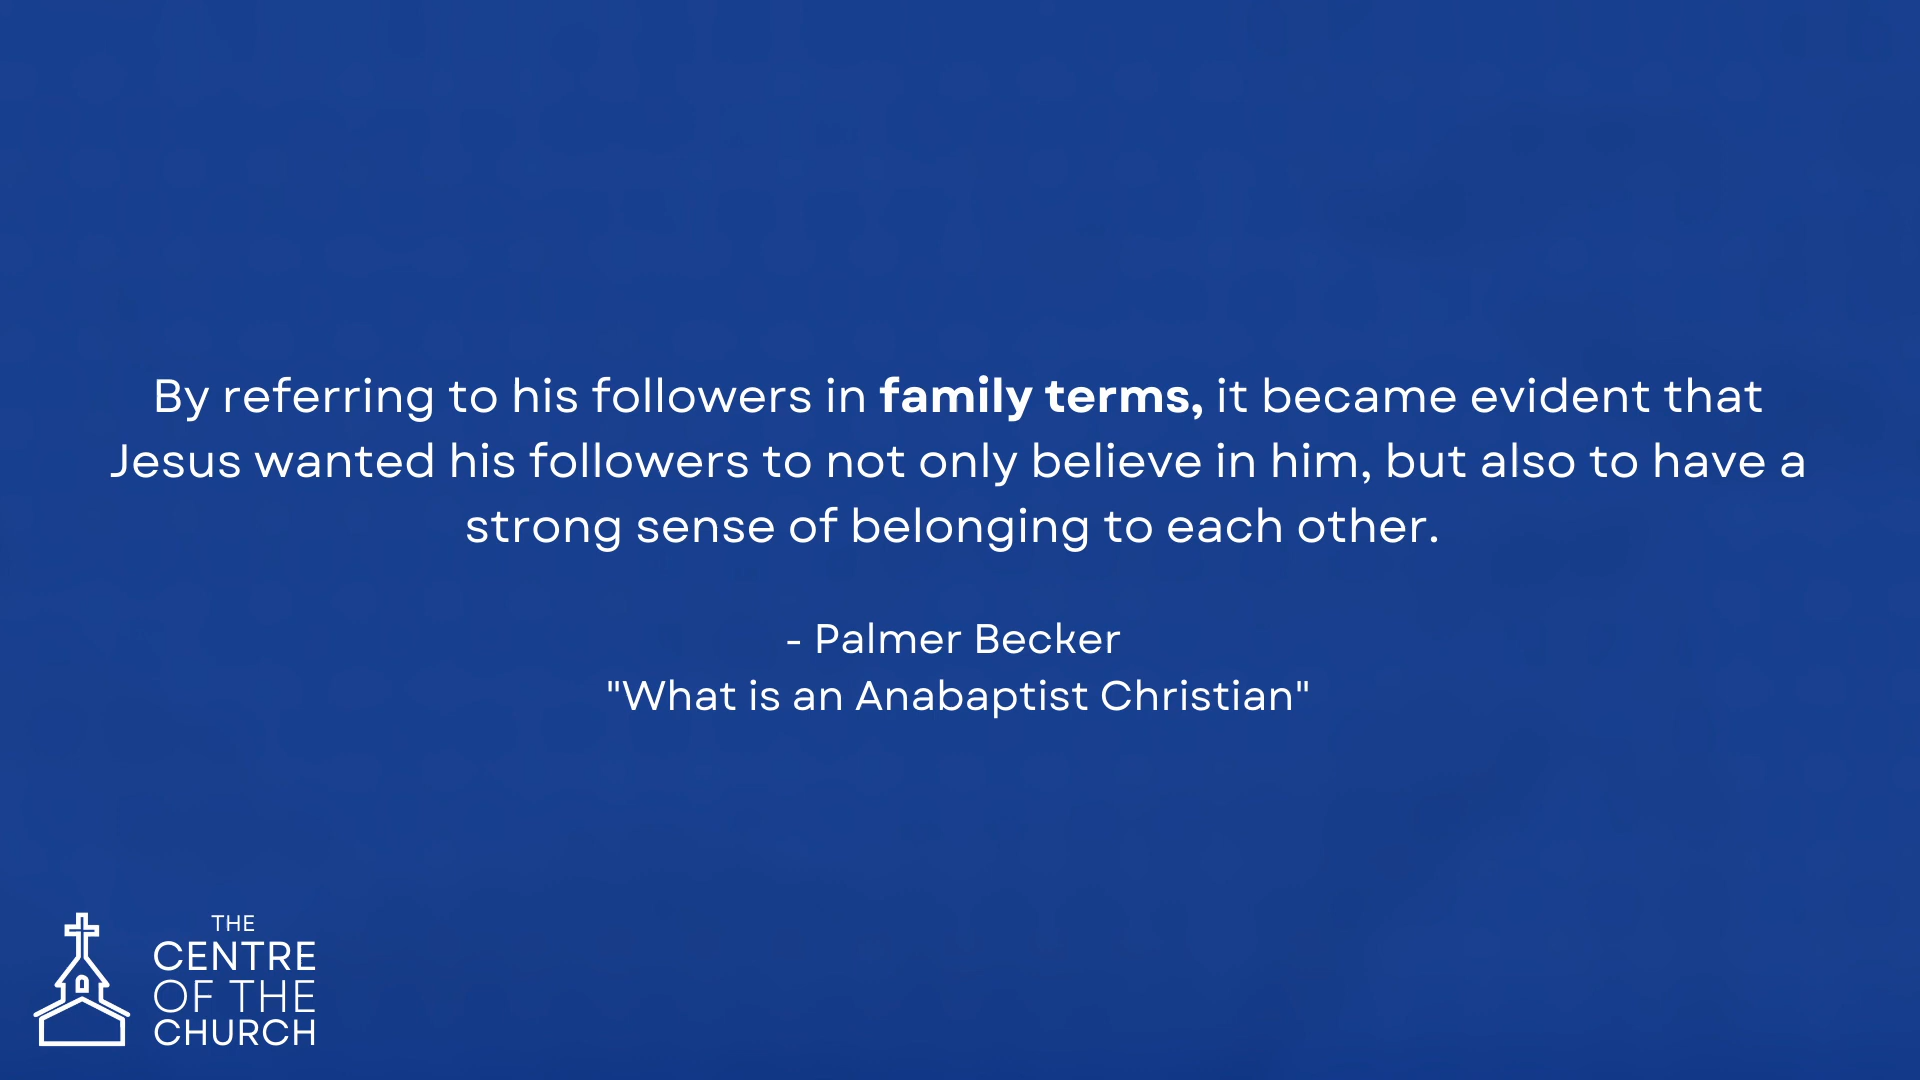 By referring to his followers in family terms, it became evident that
Jesus wanted his followers to not only believe in him, but also to have a
strong sense of belonging to each other.
- Palmer Becker
"What is an Anabaptist Christian"
THE
CENTRE
OF THE
CHURCH